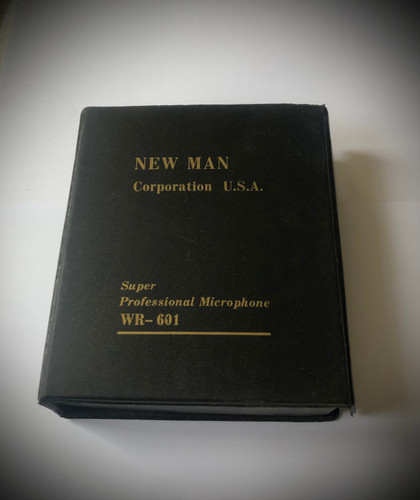 NEW MAN
Corporation U.S.A.
Super
Professional Microphone
WR-601